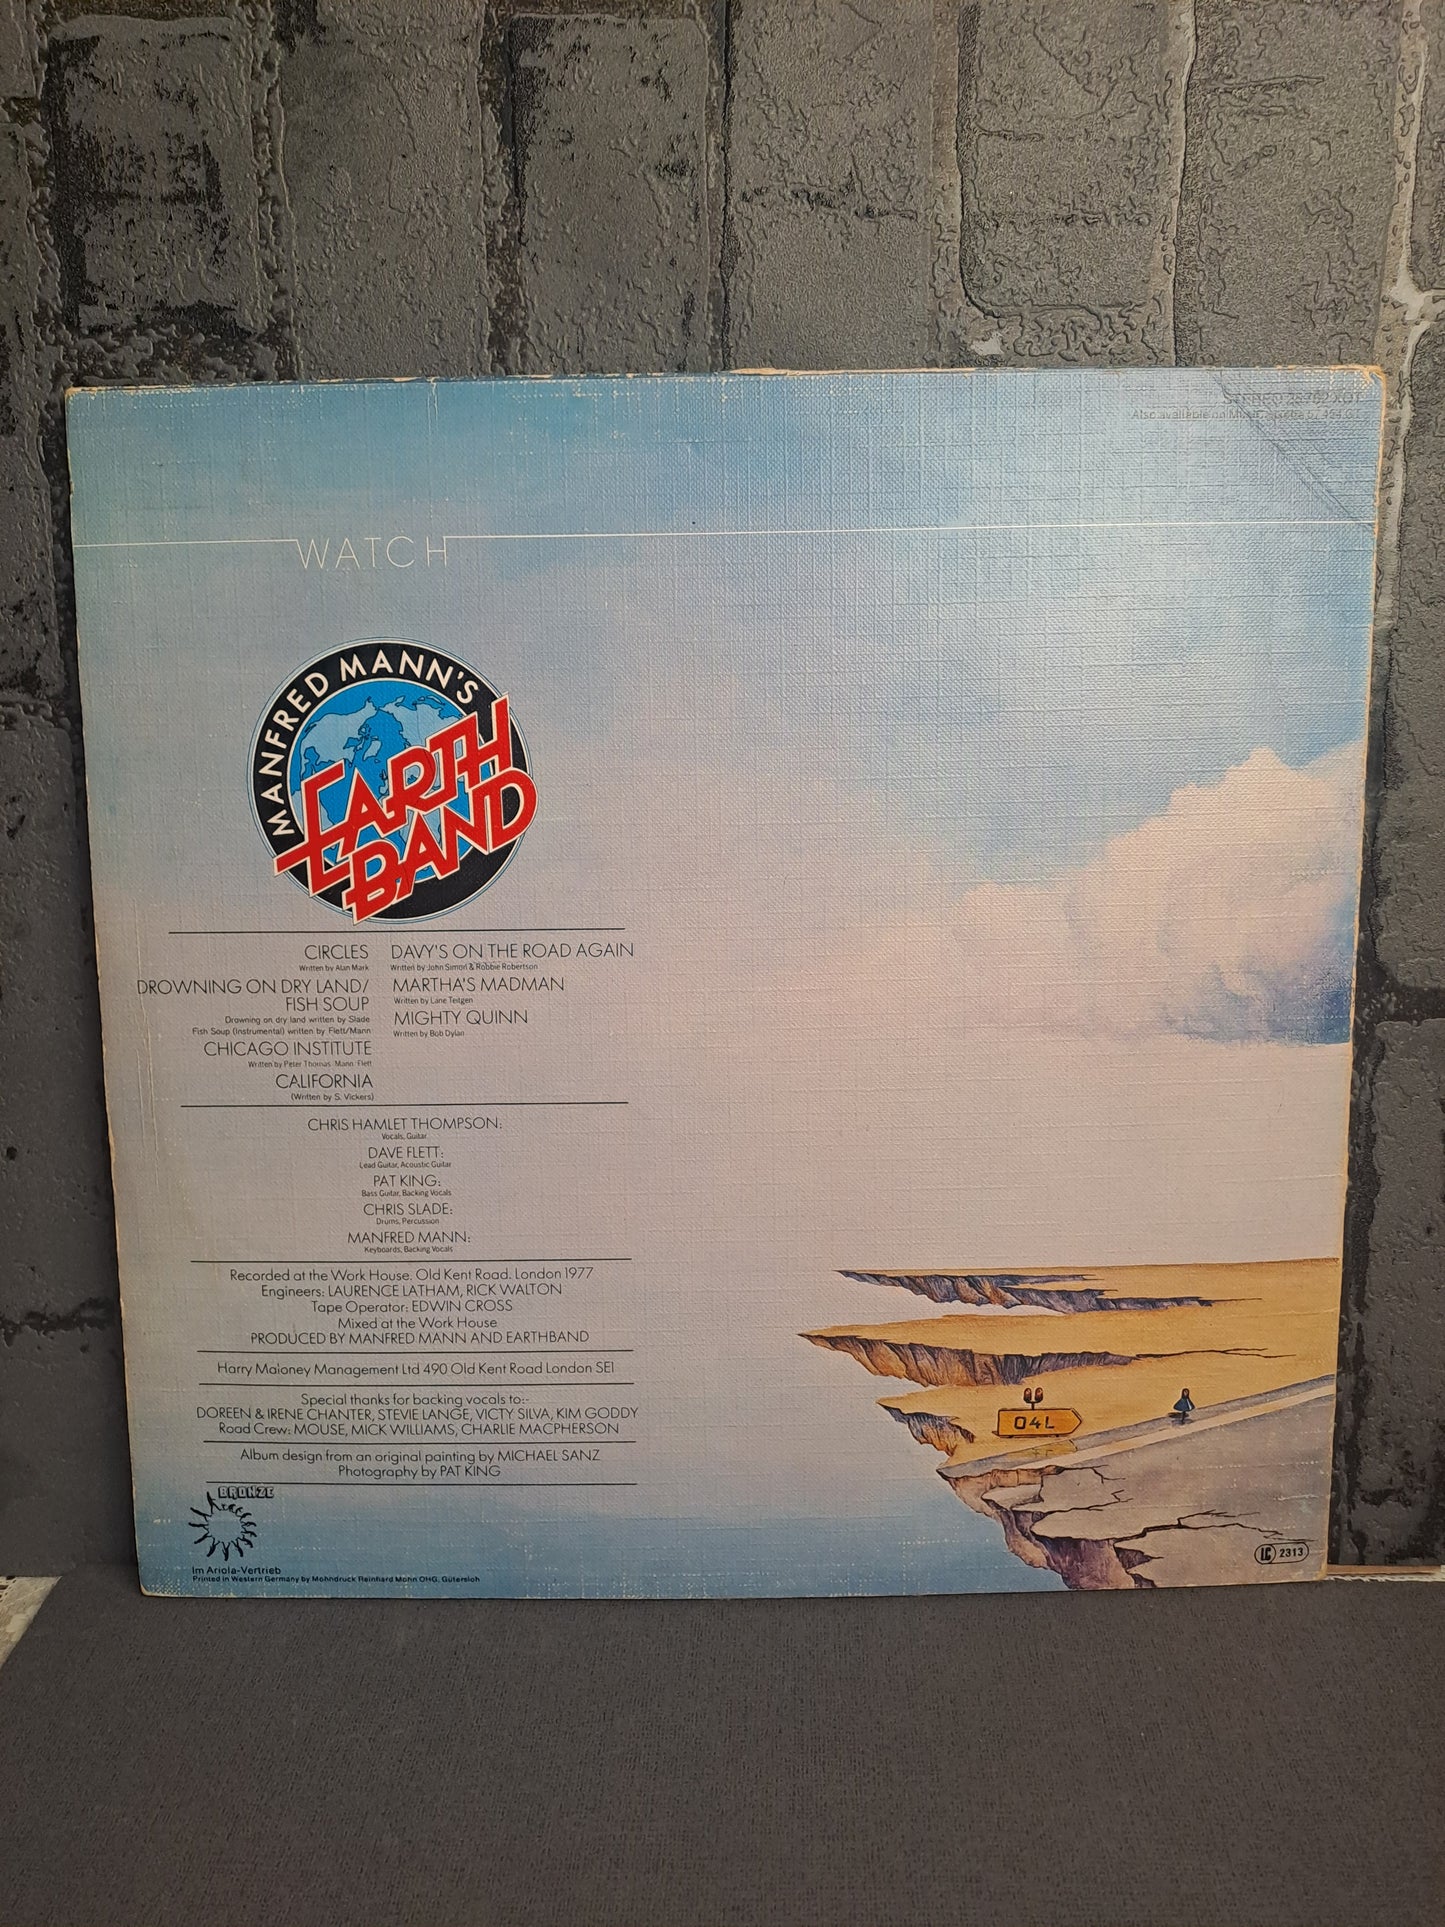 STEREO 25762 XOT
Also available on
WATCH
MANFRED MANN'S
EARTH
BAND
CIRCLES
Written by Alan Mark
DROWNING ON DRY LAND/
FISH SOUP
Drowning on dry land written by Slade
Fish Soup (Instrumental) written by Flett/Mann
CHICAGO INSTITUTE
Written by Peter Thomas Mann Flett
CALIFORNIA
(Written by S. Vickers)
DAVY'S ON THE ROAD AGAIN
Written by John Simon & Robbie Robertson
MARTHA'S MADMAN
Written by Lane Teitgen
MIGHTY QUINN
Written by Bob Dylan
CHRIS HAMLET THOMPSON:
Vocals, Guitar
DAVE FLETT:
Lead Guitar, Acoustic Guitar
PAT KING:
Bass Guitar, Backing Vocals
CHRIS SLADE:
Drums, Percussion
MANFRED MANN:
Keyboards, Backing Vocals
Recorded at the Work House. Old Kent Road. London 1977
Engineers: LAURENCE LATHAM, RICK WALTON
Tape Operator: EDWIN CROSS
Mixed at the Work House
PRODUCED BY MANFRED MANN AND EARTHBAND
Harry Maloney Management Ltd 490 Old Kent Road London SE1
Special thanks for backing vocals to:-
DOREEN & IRENE CHANTER, STEVIE LANGE, VICTY SILVA, KIM GODDY
Road Crew: MOUSE, MICK WILLIAMS, CHARLIE MACPHERSON
Album design from an original painting by MICHAEL SANZ
Photography by PAT KING
BRONZE
Im Ariola-Vertrieb
Printed in Western Germany by Mohndruck Reinhard Mohn OHG, Gütersloh
04L
LC 2313